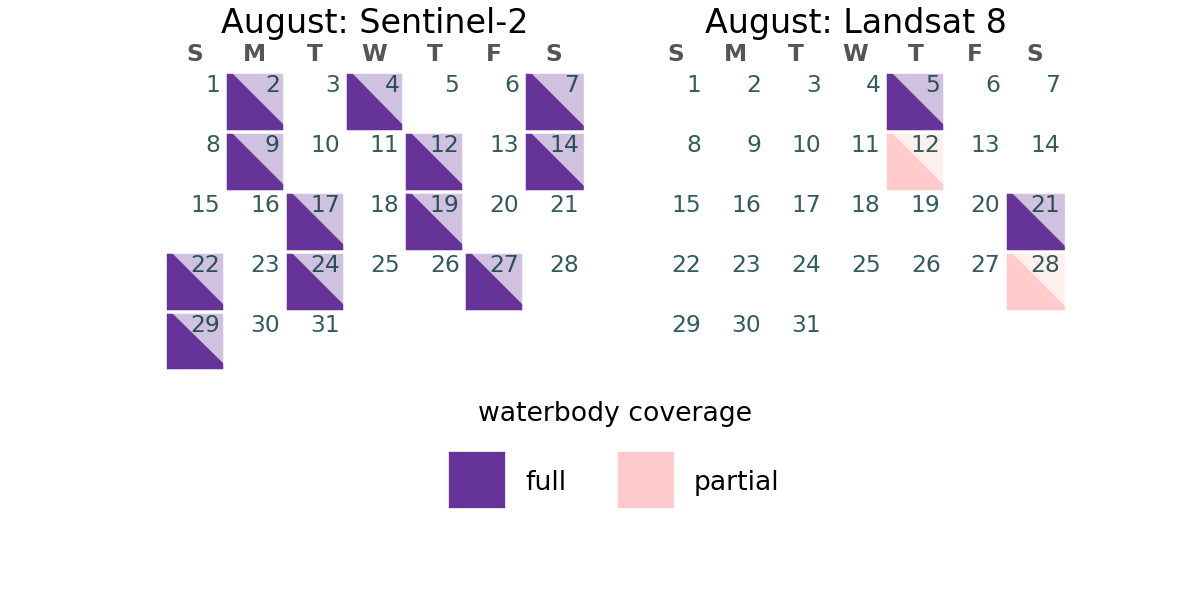 August: Sentinel-2
S M T W T F S
1 2 3 4 5 6 7
8 9 10 11 12 13 14
15 16 17 18 19 20 21
22 23 24 25 26 27 28
29 30 31
August: Landsat 8
S M T W T F S
1 2 3 4 5 6 7
8 9 10 11 12 13 14
15 16 17 18 19 20 21
22 23 24 25 26 27 28
29 30 31
waterbody coverage
full partial